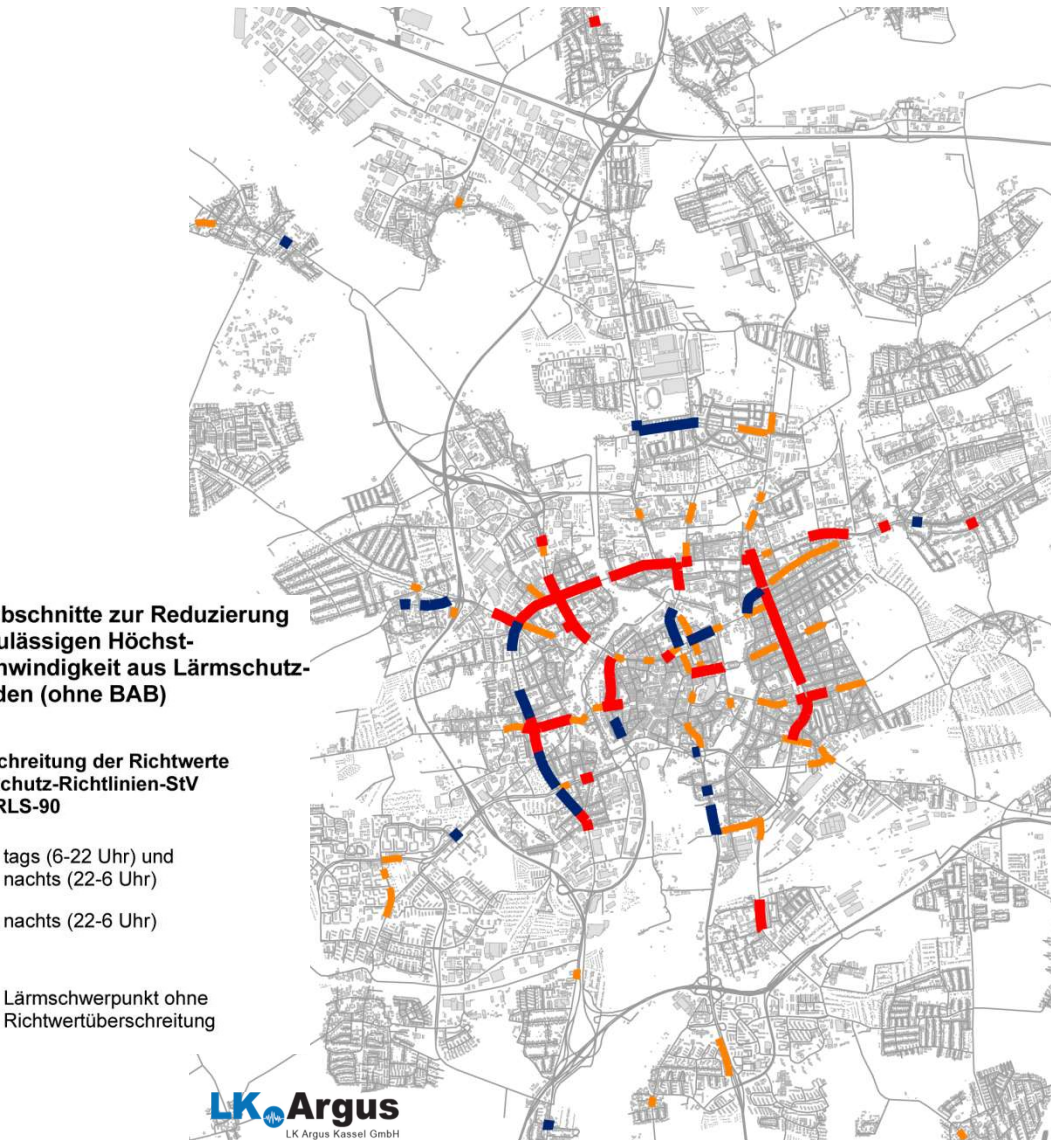 bschnitte zur Reduzierung
ulässigen Höchst-
hwindigkeit aus Lärmschutz-
den (ohne BAB)
chreitung der Richtwerte
chutz-Richtlinien-StV
RLS-90
tags (6-22 Uhr) und
nachts (22-6 Uhr)
nachts (22-6 Uhr)
Lärmschwerpunkt ohne
Richtwertüberschreitung
LK Argus
LK Argus Kassel GmbH